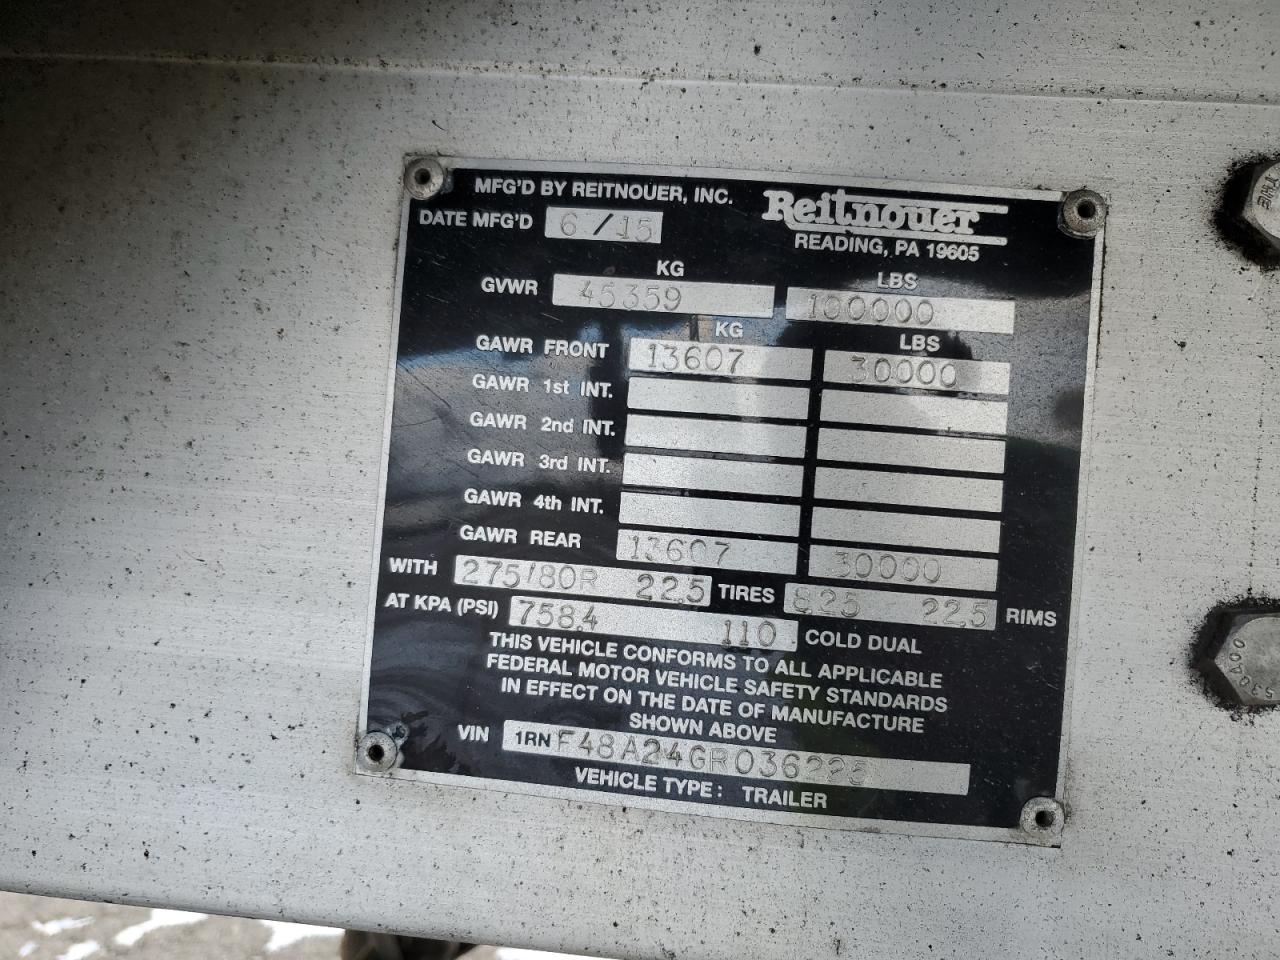 MFG'D BY REITNOUER, INC. Reitnouer
DATE MFG'D 6/15 READING, PA 19605
KG LBS
GVWR 45359 100000
KG LBS
GAWR FRONT 13607 30000
GAWR 1st INT.
GAWR 2nd INT.
GAWR 3rd INT.
GAWR 4th INT.
GAWR REAR 13607 30000
WITH 275/80R 22.5 TIRES 8.25 22.5 RIMS
AT KPA (PSI) 758.4 110 COLD DUAL
THIS VEHICLE CONFORMS TO ALL APPLICABLE
FEDERAL MOTOR VEHICLE SAFETY STANDARDS
IN EFFECT ON THE DATE OF MANUFACTURE
SHOWN ABOVE
VIN 1RNF48A24GR036225
VEHICLE TYPE: TRAILER